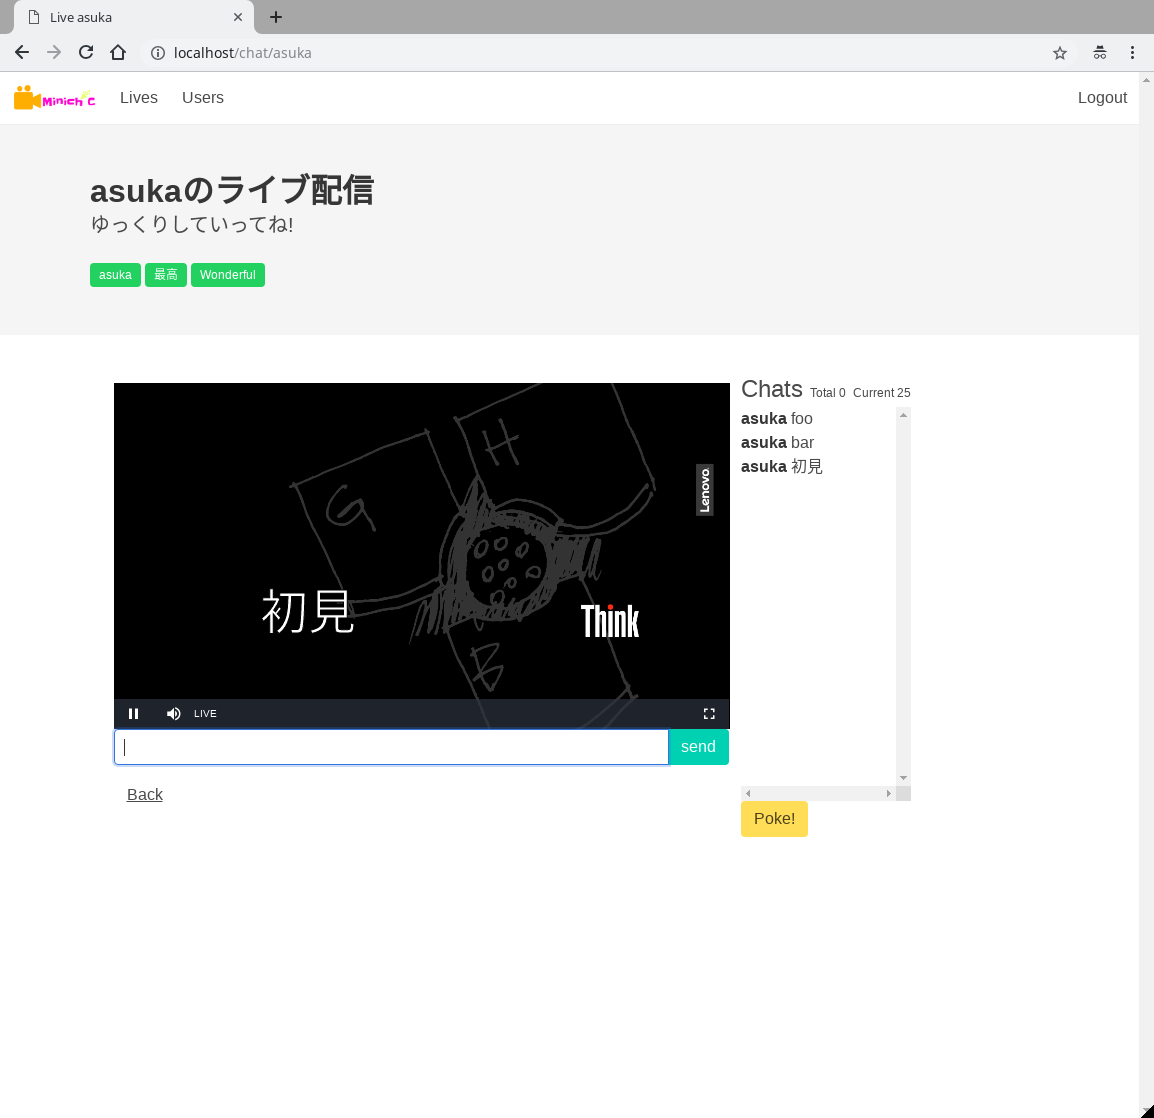 Live asuka
localhost/chat/asuka
Minich C
Lives
Users
Logout
asukaのライブ配信
ゆっくりしていってね!
asuka
最高
Wonderful
Chats Total 0 Current 25
asuka foo
asuka bar
asuka 初見
H
G
Lenovo
初見
Think
B
LIVE
send
Back
Poke!